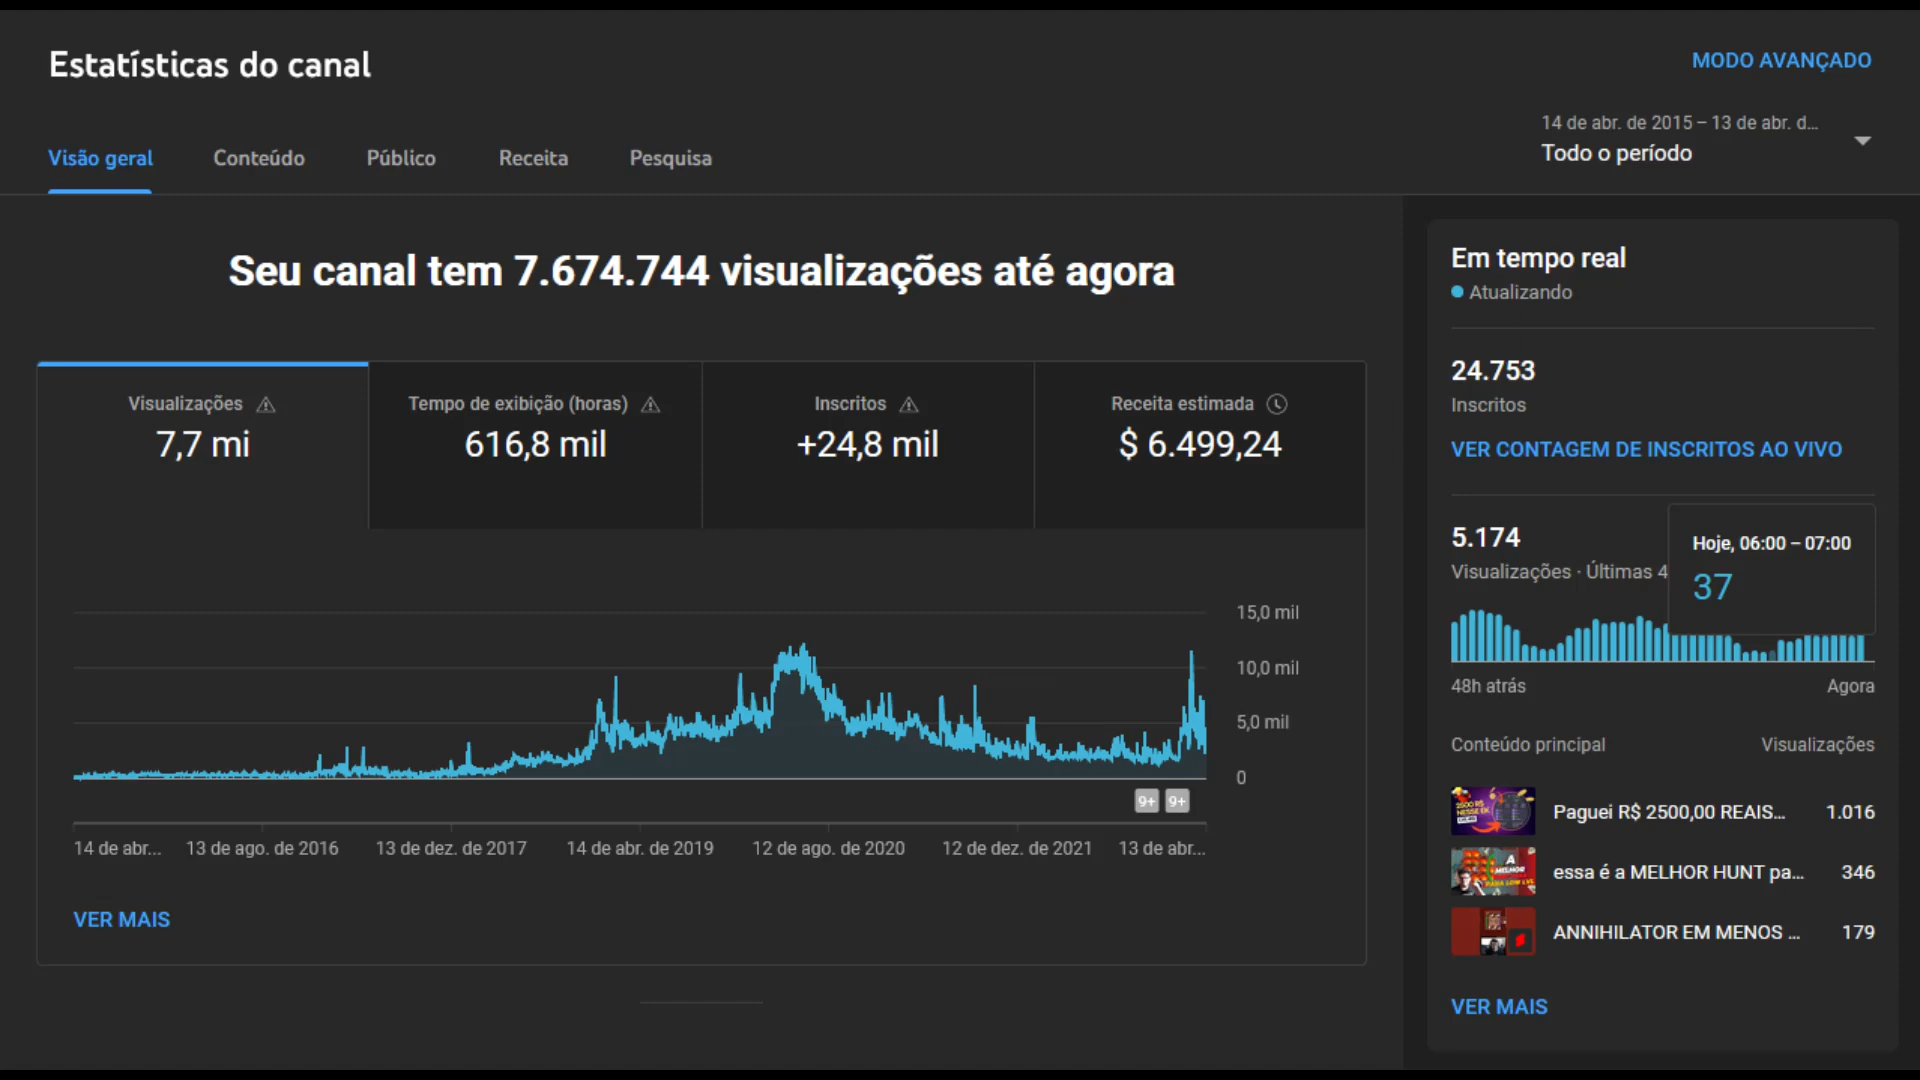 Estatísticas do canal
MODO AVANÇADO
14 de abr. de 2015 – 13 de abr. d...
Todo o período
Visão geral
Conteúdo
Público
Receita
Pesquisa
Seu canal tem 7.674.744 visualizações até agora
Visualizações
7,7 mi
Tempo de exibição (horas)
616,8 mil
Inscritos
+24,8 mil
Receita estimada
$ 6.499,24
15,0 mil
10,0 mil
5,0 mil
0
9+ 9+
14 de abr...
13 de ago. de 2016
13 de dez. de 2017
14 de abr. de 2019
12 de ago. de 2020
12 de dez. de 2021
13 de abr...
VER MAIS
Em tempo real
Atualizando
24.753
Inscritos
VER CONTAGEM DE INSCRITOS AO VIVO
5.174
Visualizações · Últimas 4
Hoje, 06:00 – 07:00
37
48h atrás
Agora
Conteúdo principal
Visualizações
2500 R$
NESSE EK
Paguei R$ 2500,00 REAIS...
1.016
A
MELHOR
PARA LOW LVL
essa é a MELHOR HUNT pa...
346
ANNIHILATOR EM MENOS ...
179
VER MAIS